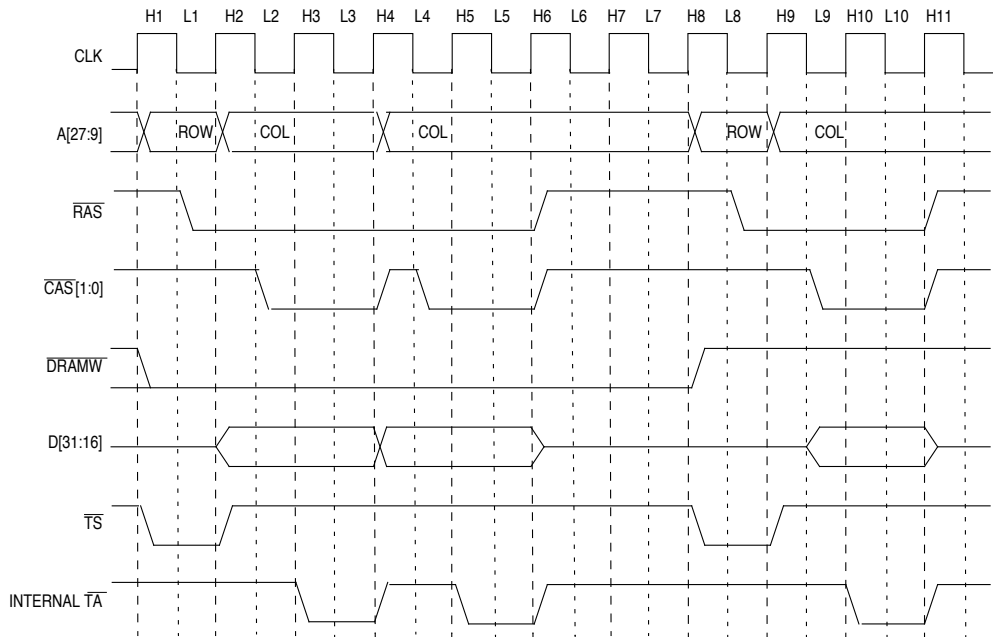 H1 L1 H2 L2 H3 L3 H4 L4 H5 L5 H6 L6 H7 L7 H8 L8 H9 L9 H10 L10 H11
CLK
A[27:9] ROW COL COL ROW COL
RAS
CAS[1:0]
DRAMW
D[31:16]
TS
INTERNAL TA